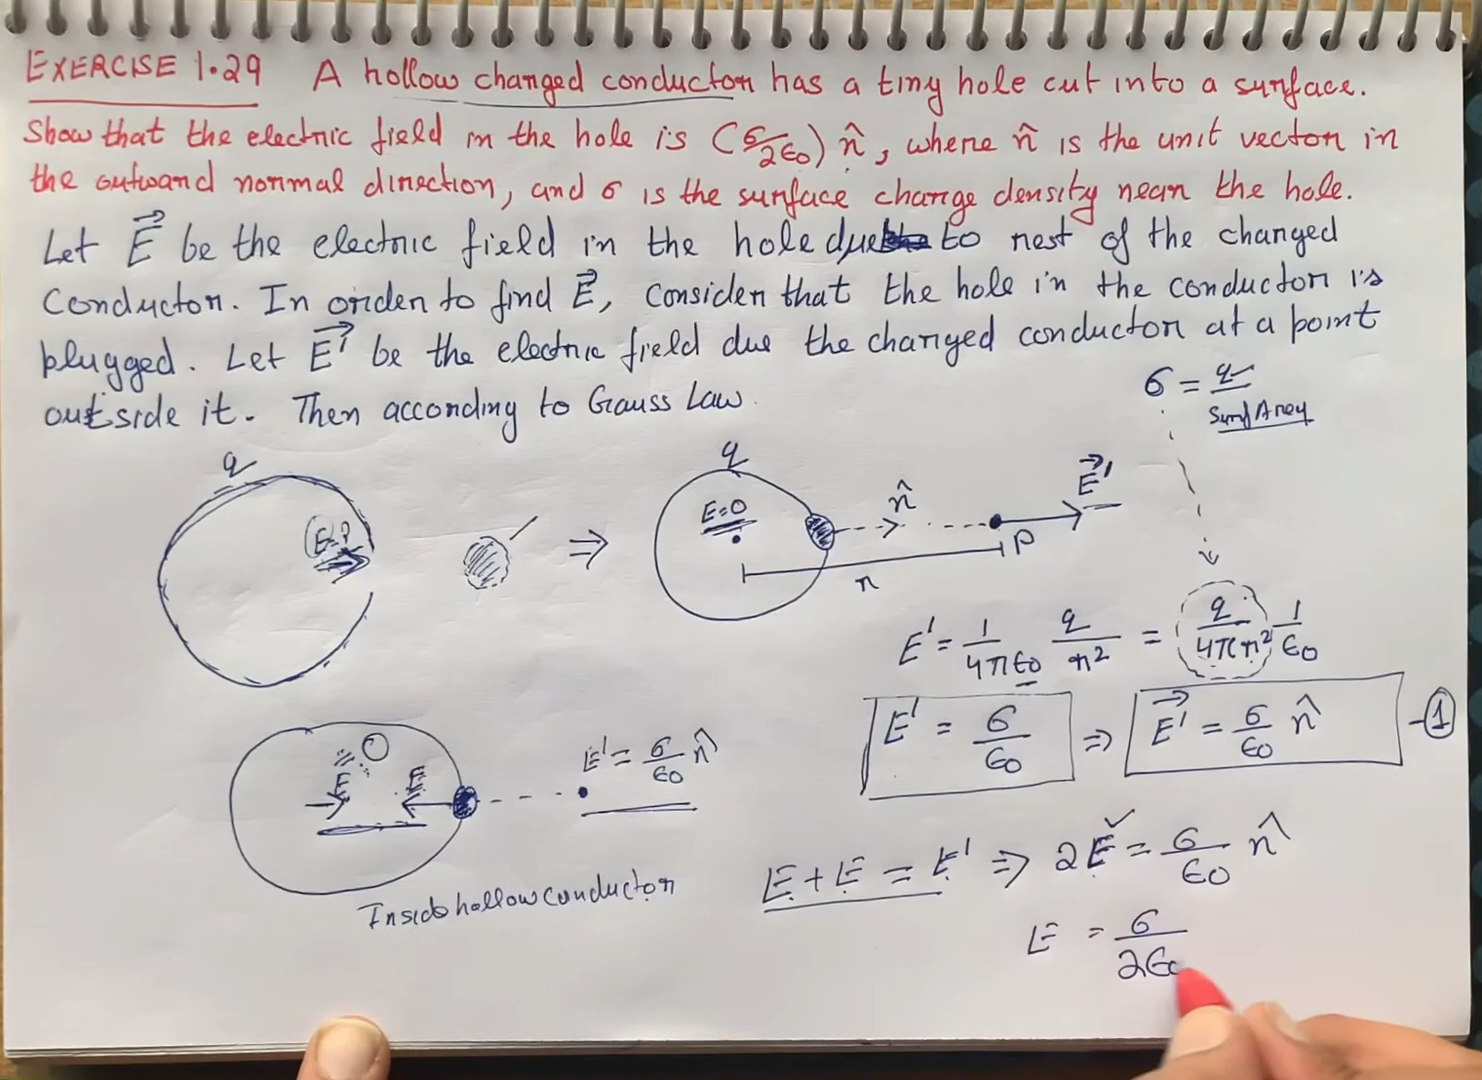 EXERCISE 1.29 A hollow charged conductor has a tiny hole cut into a surface.
Show that the electric field in the hole is (σ/2ϵ0) n̂, where n̂ is the unit vector in
the outward normal direction, and σ is the surface charge density near the hole.
Let E⃗ be the electric field in the hole due to rest of the charged
Conductor. In order to find E⃗, Consider that the hole in the conductor is
plugged. Let E⃗' be the electric field due the charged conductor at a point
outside it. Then according to Gauss Law.
σ = q/Surf Area
q
E=?
⇒
q
E=0
n̂
P
E⃗'
r
E' = 1/4πϵ0 q/r² = q/4πr² 1/ϵ0
E' = σ/ϵ0 ⇒ E⃗' = σ/ϵ0 n̂ -①
O
E
E
E' = σ/ϵ0 n̂
Inside hollow conductor
E + E = E' ⇒ 2E = σ/ϵ0 n̂
E = σ/2ϵ0